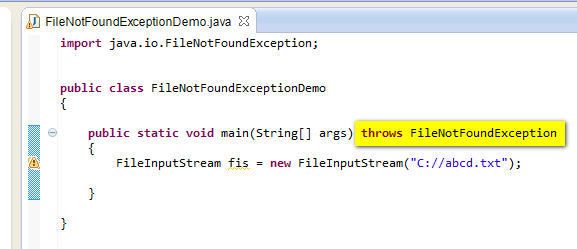 FileNotFoundExceptionDemo.java
import java.io.FileNotFoundException;
public class FileNotFoundExceptionDemo
{
public static void main(String[] args) throws FileNotFoundException
{
FileInputStream fis = new FileInputStream("C://abcd.txt");
}
}